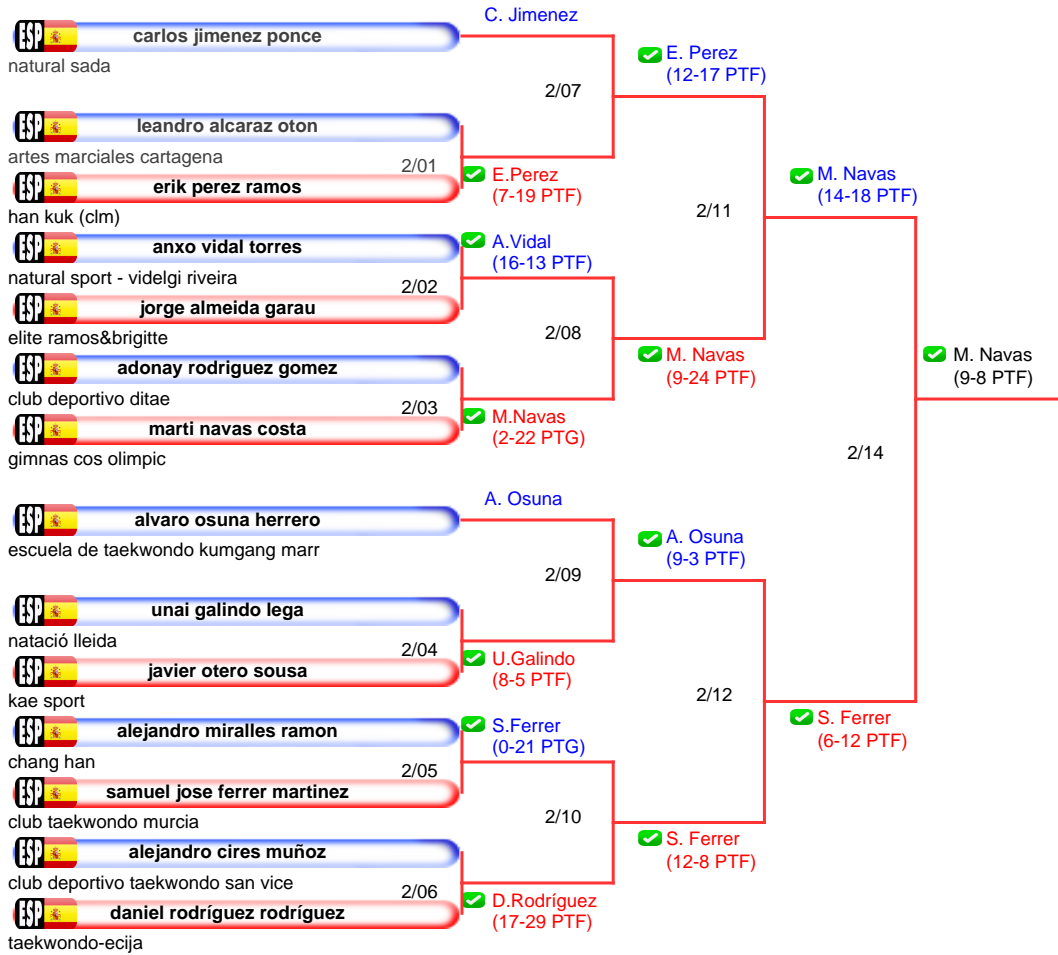 C. Jimenez
ESP carlos jimenez ponce
natural sada
E. Perez
(12-17 PTF)
2/07
ESP leandro alcaraz oton
artes marciales cartagena
2/01
E.Perez
(7-19 PTF)
ESP erik perez ramos
han kuk (clm)
M. Navas
(14-18 PTF)
2/11
ESP anxo vidal torres
natural sport - videlgi riveira
A.Vidal
(16-13 PTF)
2/02
ESP jorge almeida garau
elite ramos&brigitte
2/08
M. Navas
(9-24 PTF)
ESP adonay rodriguez gomez
club deportivo ditae
2/03
M.Navas
(2-22 PTG)
ESP marti navas costa
gimnas cos olimpic
M. Navas
(9-8 PTF)
2/14
A. Osuna
ESP alvaro osuna herrero
escuela de taekwondo kumgang marr
A. Osuna
(9-3 PTF)
2/09
ESP unai galindo lega
natació lleida
2/04
U.Galindo
(8-5 PTF)
ESP javier otero sousa
kae sport
2/12
S. Ferrer
(6-12 PTF)
ESP alejandro miralles ramon
chang han
S.Ferrer
(0-21 PTG)
2/05
ESP samuel jose ferrer martinez
club taekwondo murcia
2/10
S. Ferrer
(12-8 PTF)
ESP alejandro cires muñoz
club deportivo taekwondo san vice
2/06
D.Rodríguez
(17-29 PTF)
ESP daniel rodríguez rodríguez
taekwondo-ecija